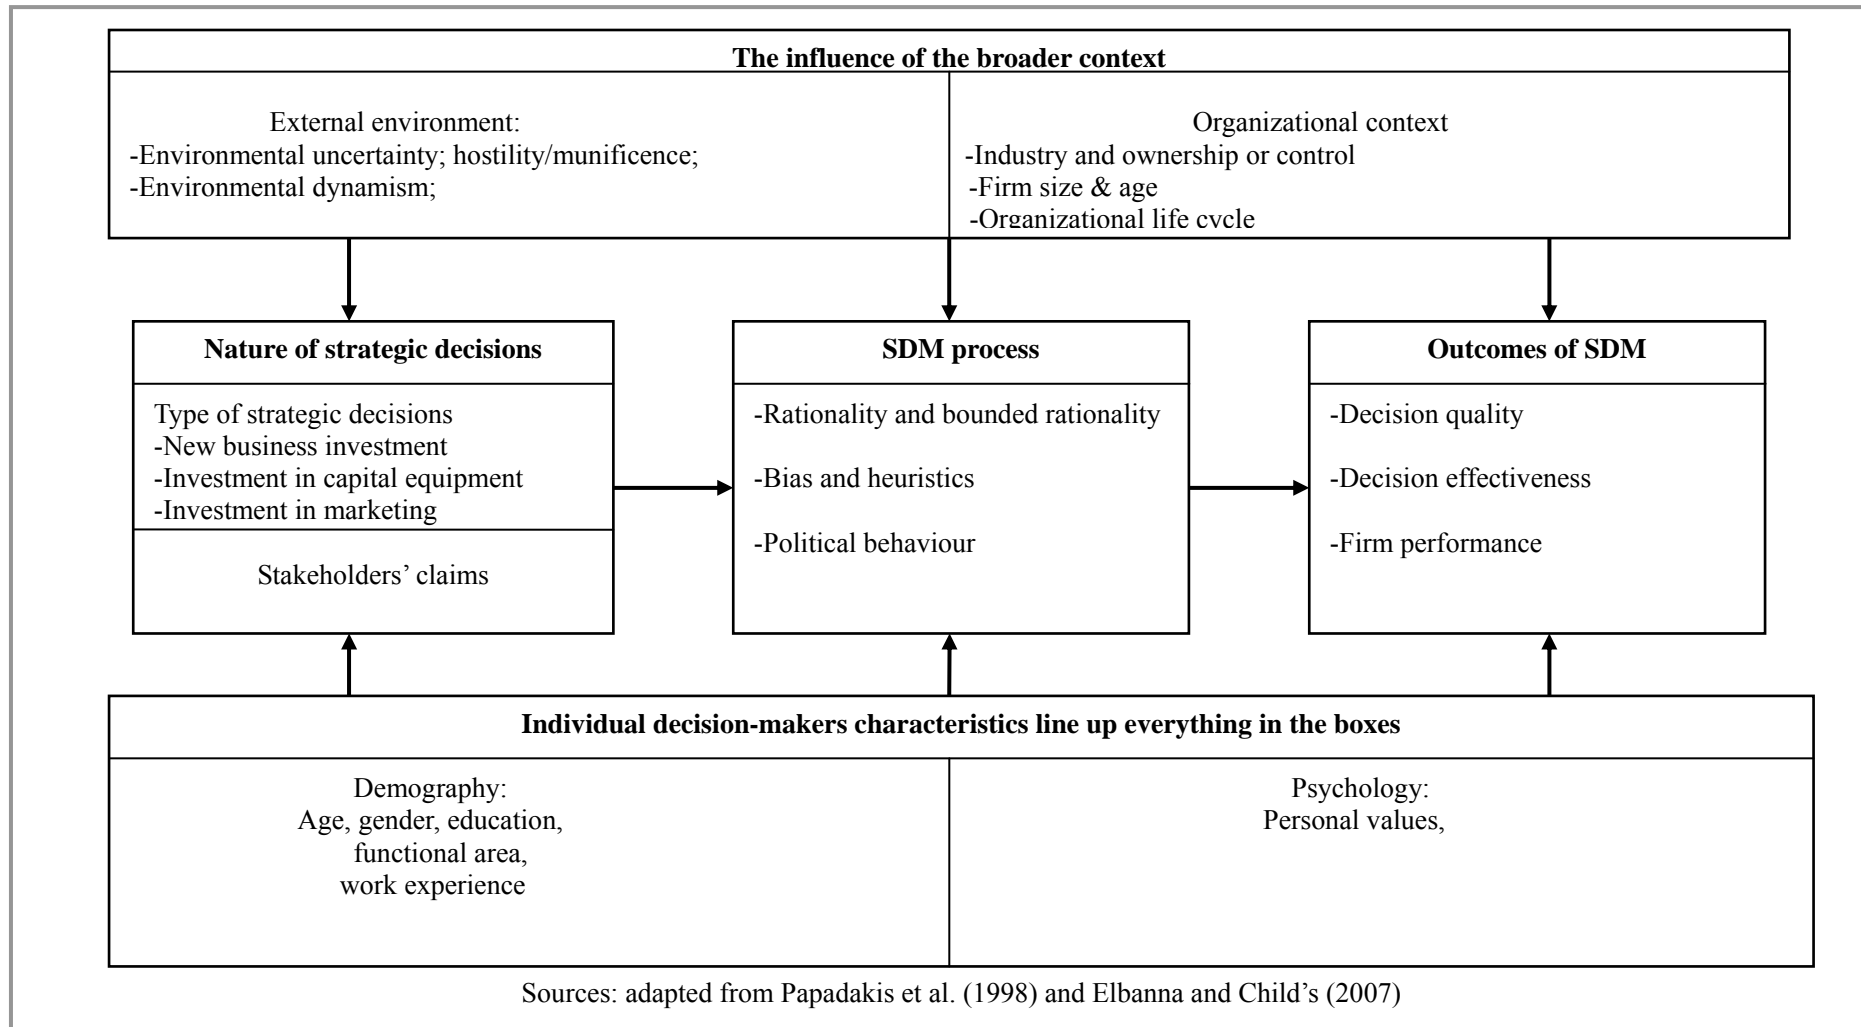 The influence of the broader context
External environment:
-Environmental uncertainty; hostility/munificence;
-Environmental dynamism;
Organizational context
-Industry and ownership or control
-Firm size & age
-Organizational life cycle
Nature of strategic decisions
Type of strategic decisions
-New business investment
-Investment in capital equipment
-Investment in marketing
Stakeholders’ claims
SDM process
-Rationality and bounded rationality
-Bias and heuristics
-Political behaviour
Outcomes of SDM
-Decision quality
-Decision effectiveness
-Firm performance
Individual decision-makers characteristics line up everything in the boxes
Demography:
Age, gender, education,
functional area,
work experience
Psychology:
Personal values,
Sources: adapted from Papadakis et al. (1998) and Elbanna and Child’s (2007)